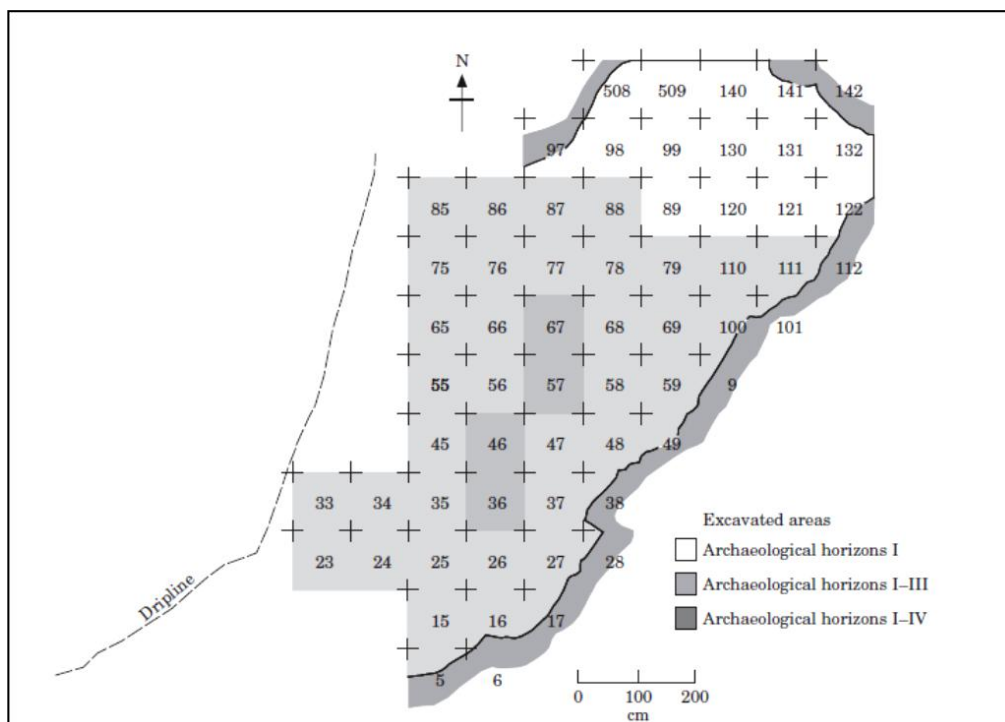 N
508 509 140 141 142
97 98 99 130 131 132
85 86 87 88 89 120 121 122
75 76 77 78 79 110 111 112
65 66 67 68 69 100 101
55 56 57 58 59 9
45 46 47 48 49
33 34 35 36 37 38
23 24 25 26 27 28
15 16 17
5 6
Dripline
Excavated areas
Archaeological horizons I
Archaeological horizons I–III
Archaeological horizons I–IV
0 100 200
cm